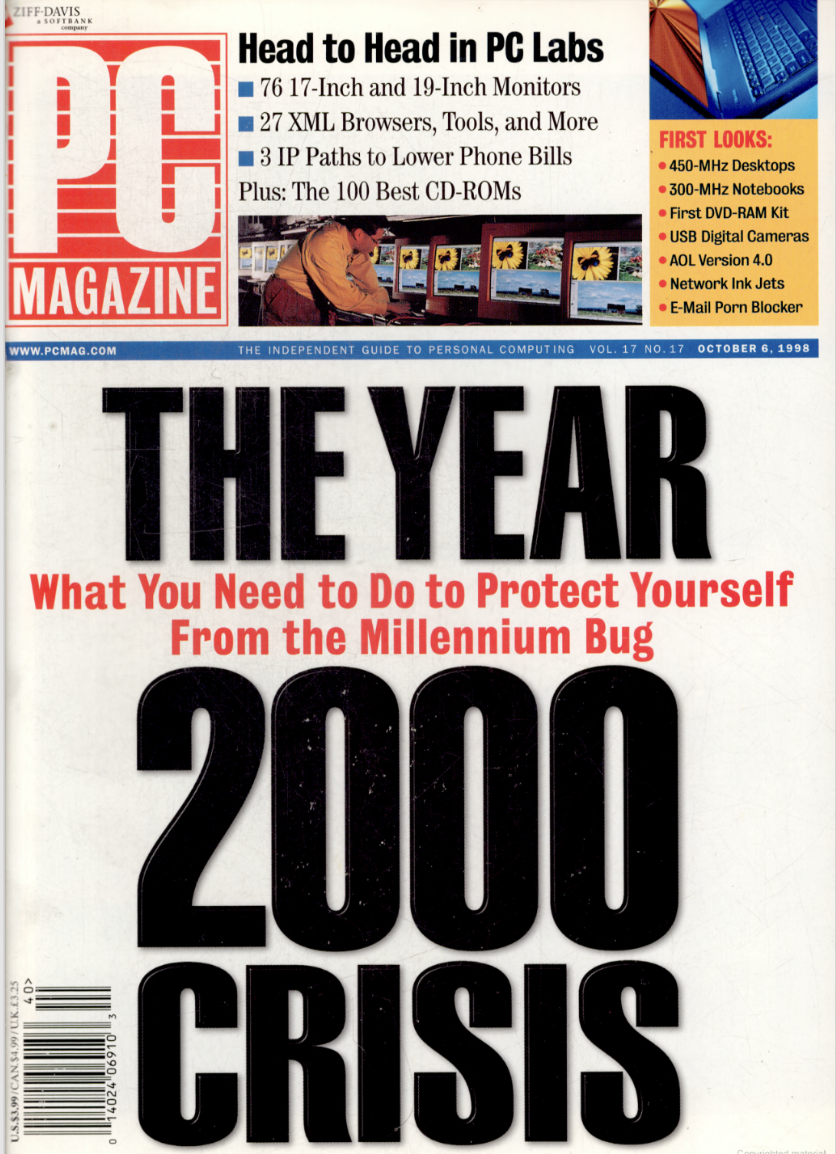 ZIFF-DAVIS
a SOFTBANK
company
PC
MAGAZINE
Head to Head in PC Labs
76 17-Inch and 19-Inch Monitors
27 XML Browsers, Tools, and More
3 IP Paths to Lower Phone Bills
Plus: The 100 Best CD-ROMs
FIRST LOOKS:
• 450-MHz Desktops
• 300-MHz Notebooks
• First DVD-RAM Kit
• USB Digital Cameras
• AOL Version 4.0
• Network Ink Jets
• E-Mail Porn Blocker
WWW.PCMAG.COM THE INDEPENDENT GUIDE TO PERSONAL COMPUTING VOL. 17 NO. 17 OCTOBER 6, 1998
THE YEAR
What You Need to Do to Protect Yourself
From the Millennium Bug
2000
CRISIS
U.S.$3.99/CAN.$4.99/U.K.£3.25
40>
0 14024 06910 3
Copyrighted material